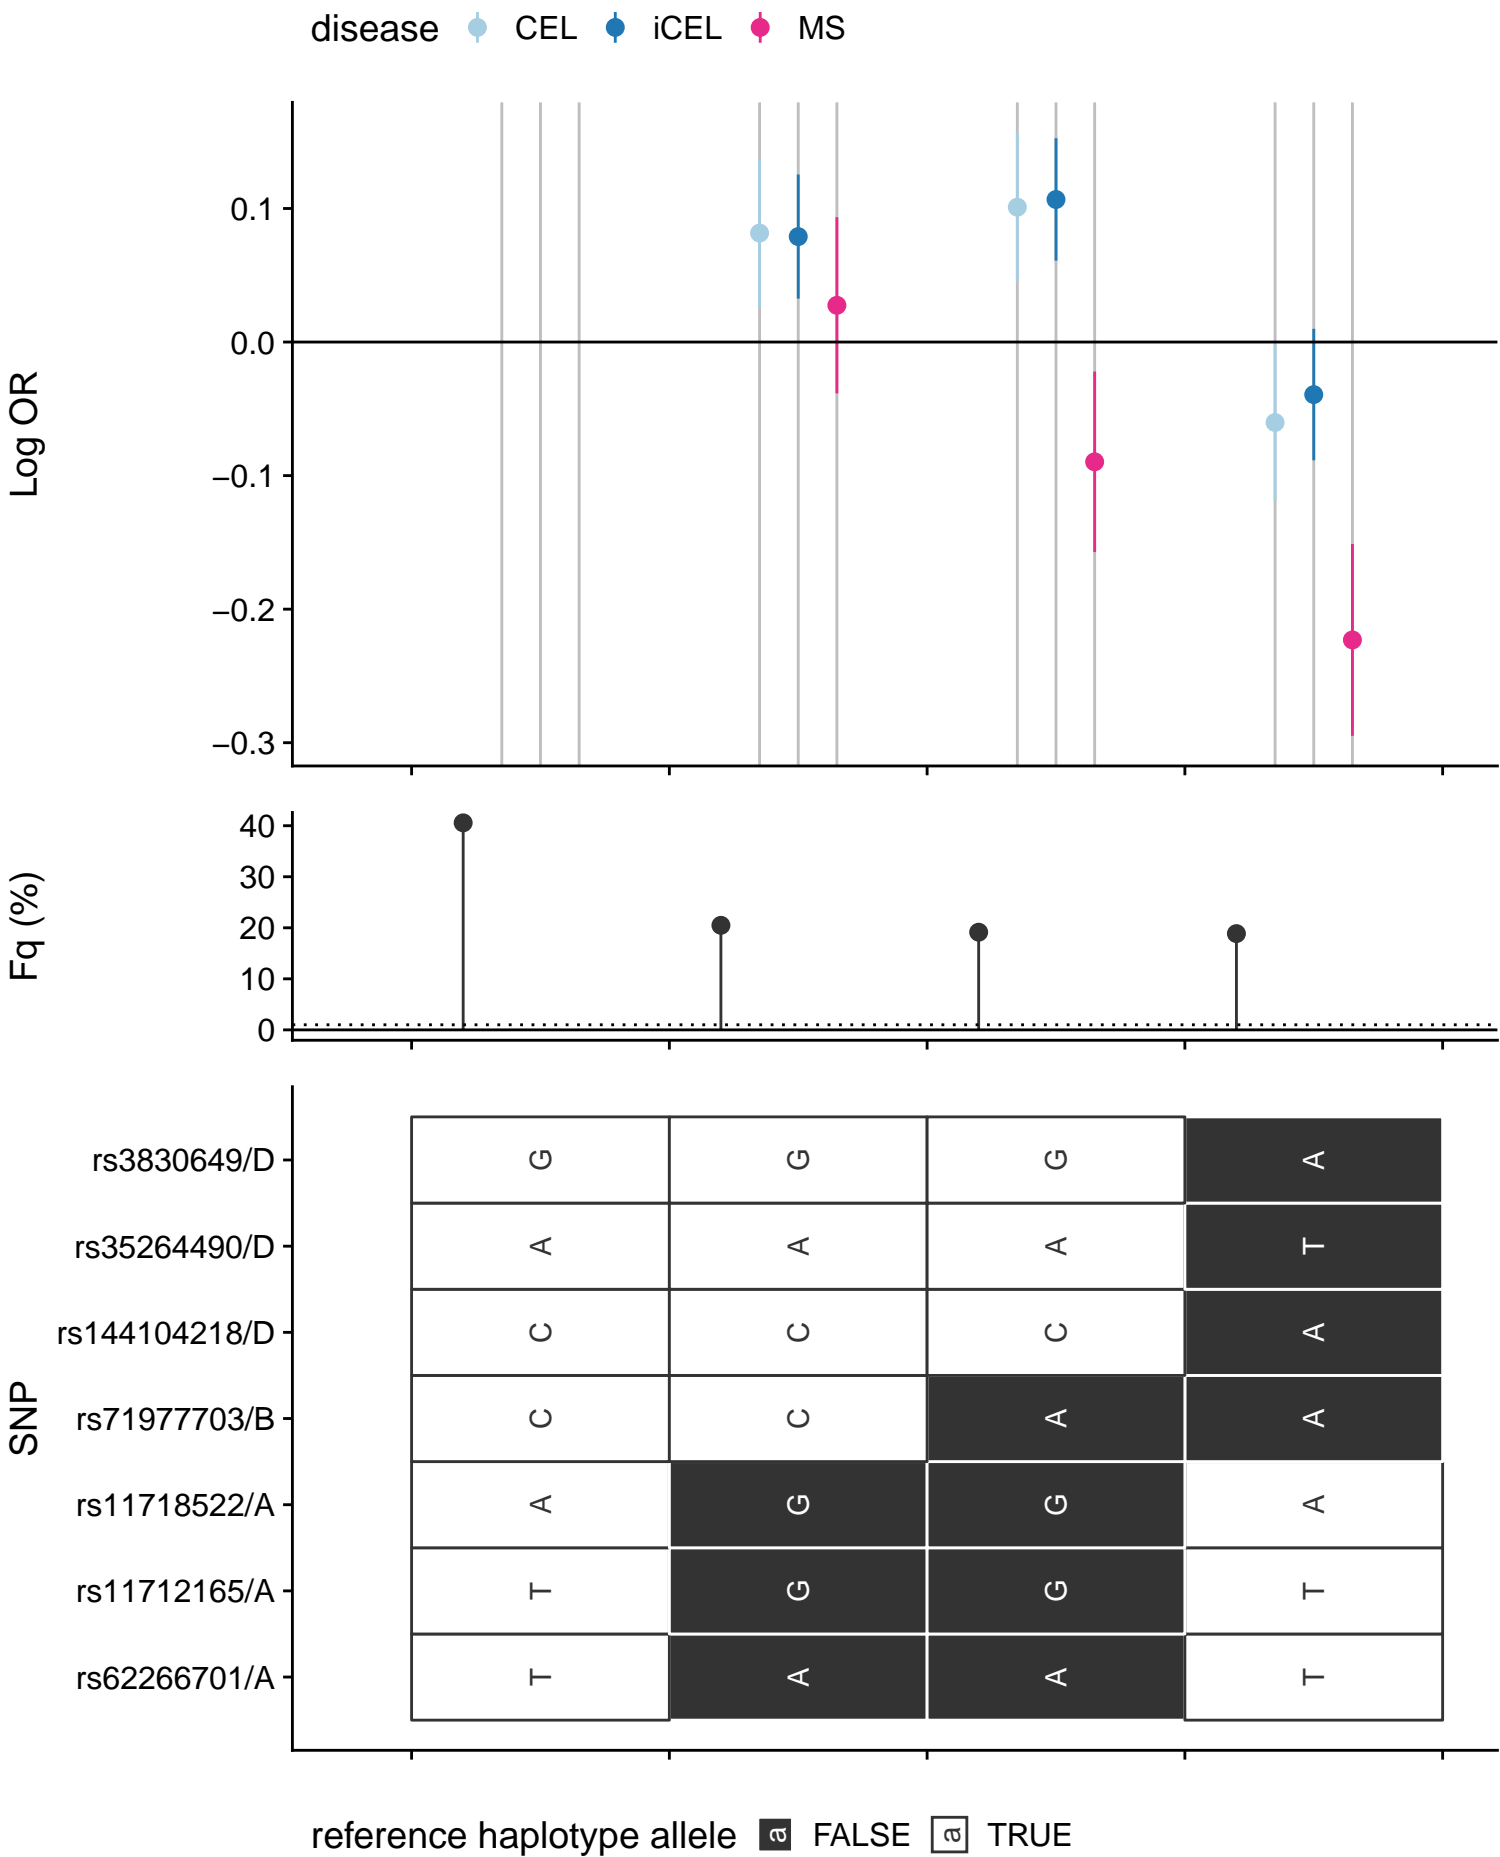 disease CEL iCEL MS
Log OR
0.1
0.0
−0.1
−0.2
−0.3
Fq (%)
40
30
20
10
0
SNP
rs3830649/D G G G A
rs35264490/D A A A T
rs144104218/D C C C A
rs71977703/B C C A A
rs11718522/A A G G A
rs11712165/A T G G T
rs62266701/A T A A T
reference haplotype allele a FALSE a TRUE